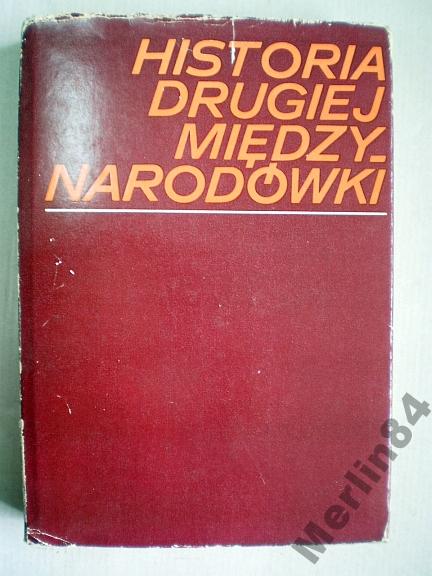 HISTORIA
DRUGIEJ
MIĘDZY-
NARODÓWKI
Merlin84